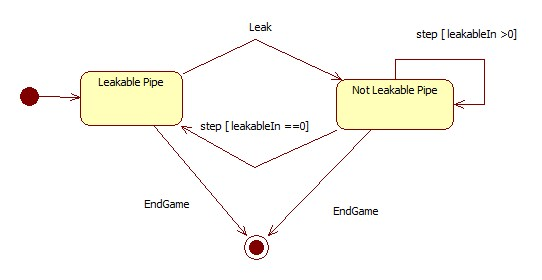 Leak
step [ leakableIn >0]
Leakable Pipe
Not Leakable Pipe
step [ leakableIn ==0]
EndGame
EndGame